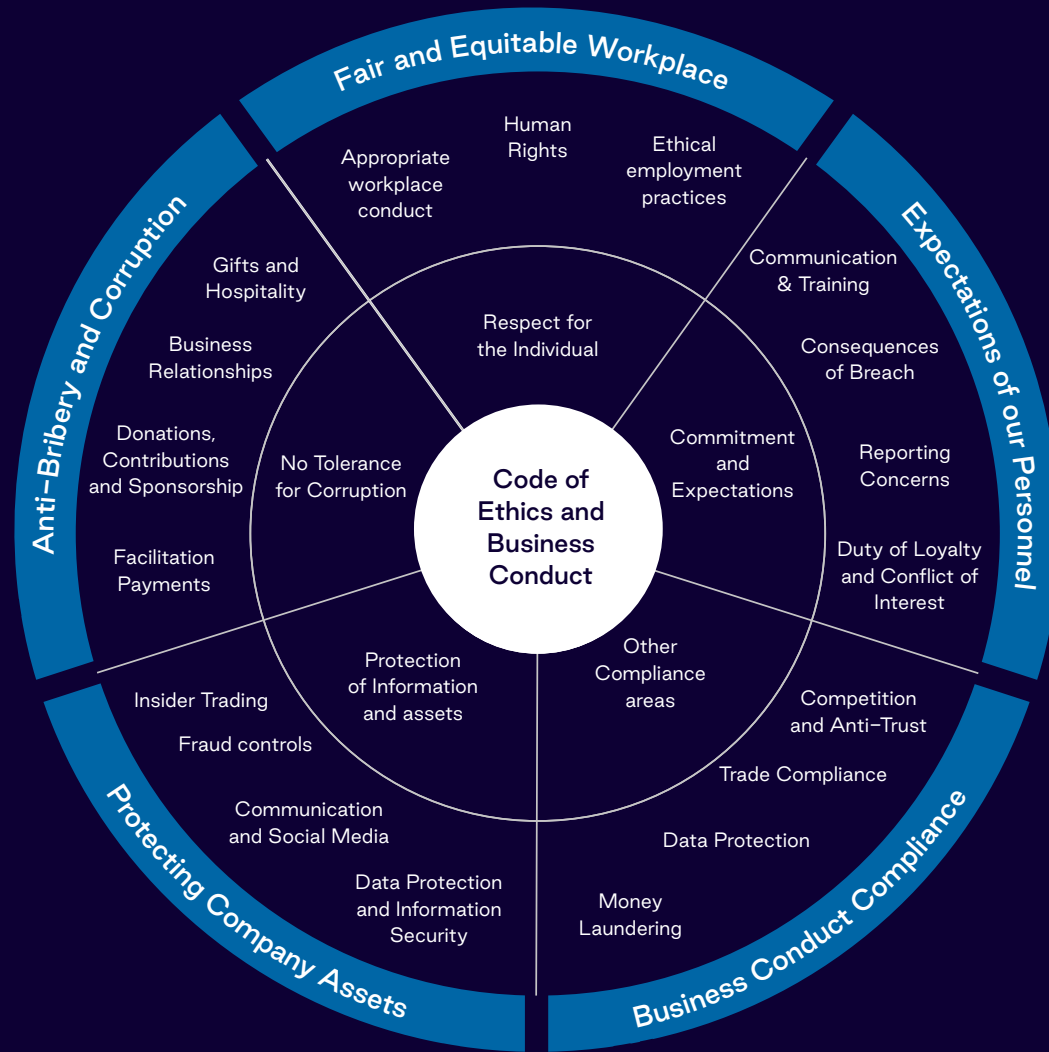 Fair and Equitable Workplace
Appropriate
workplace
conduct
Human
Rights
Ethical
employment
practices
Respect for
the Individual
Expectations of our Personnel
Communication
& Training
Consequences
of Breach
Reporting
Concerns
Duty of Loyalty
and Conflict of
Interest
Commitment
and
Expectations
Business Conduct Compliance
Competition
and Anti-Trust
Trade Compliance
Data Protection
Money
Laundering
Other
Compliance
areas
Protecting Company Assets
Insider Trading
Fraud controls
Communication
and Social Media
Data Protection
and Information
Security
Protection
of Information
and assets
Anti-Bribery and Corruption
Gifts and
Hospitality
Business
Relationships
Donations,
Contributions
and Sponsorship
Facilitation
Payments
No Tolerance
for Corruption
Code of
Ethics and
Business
Conduct